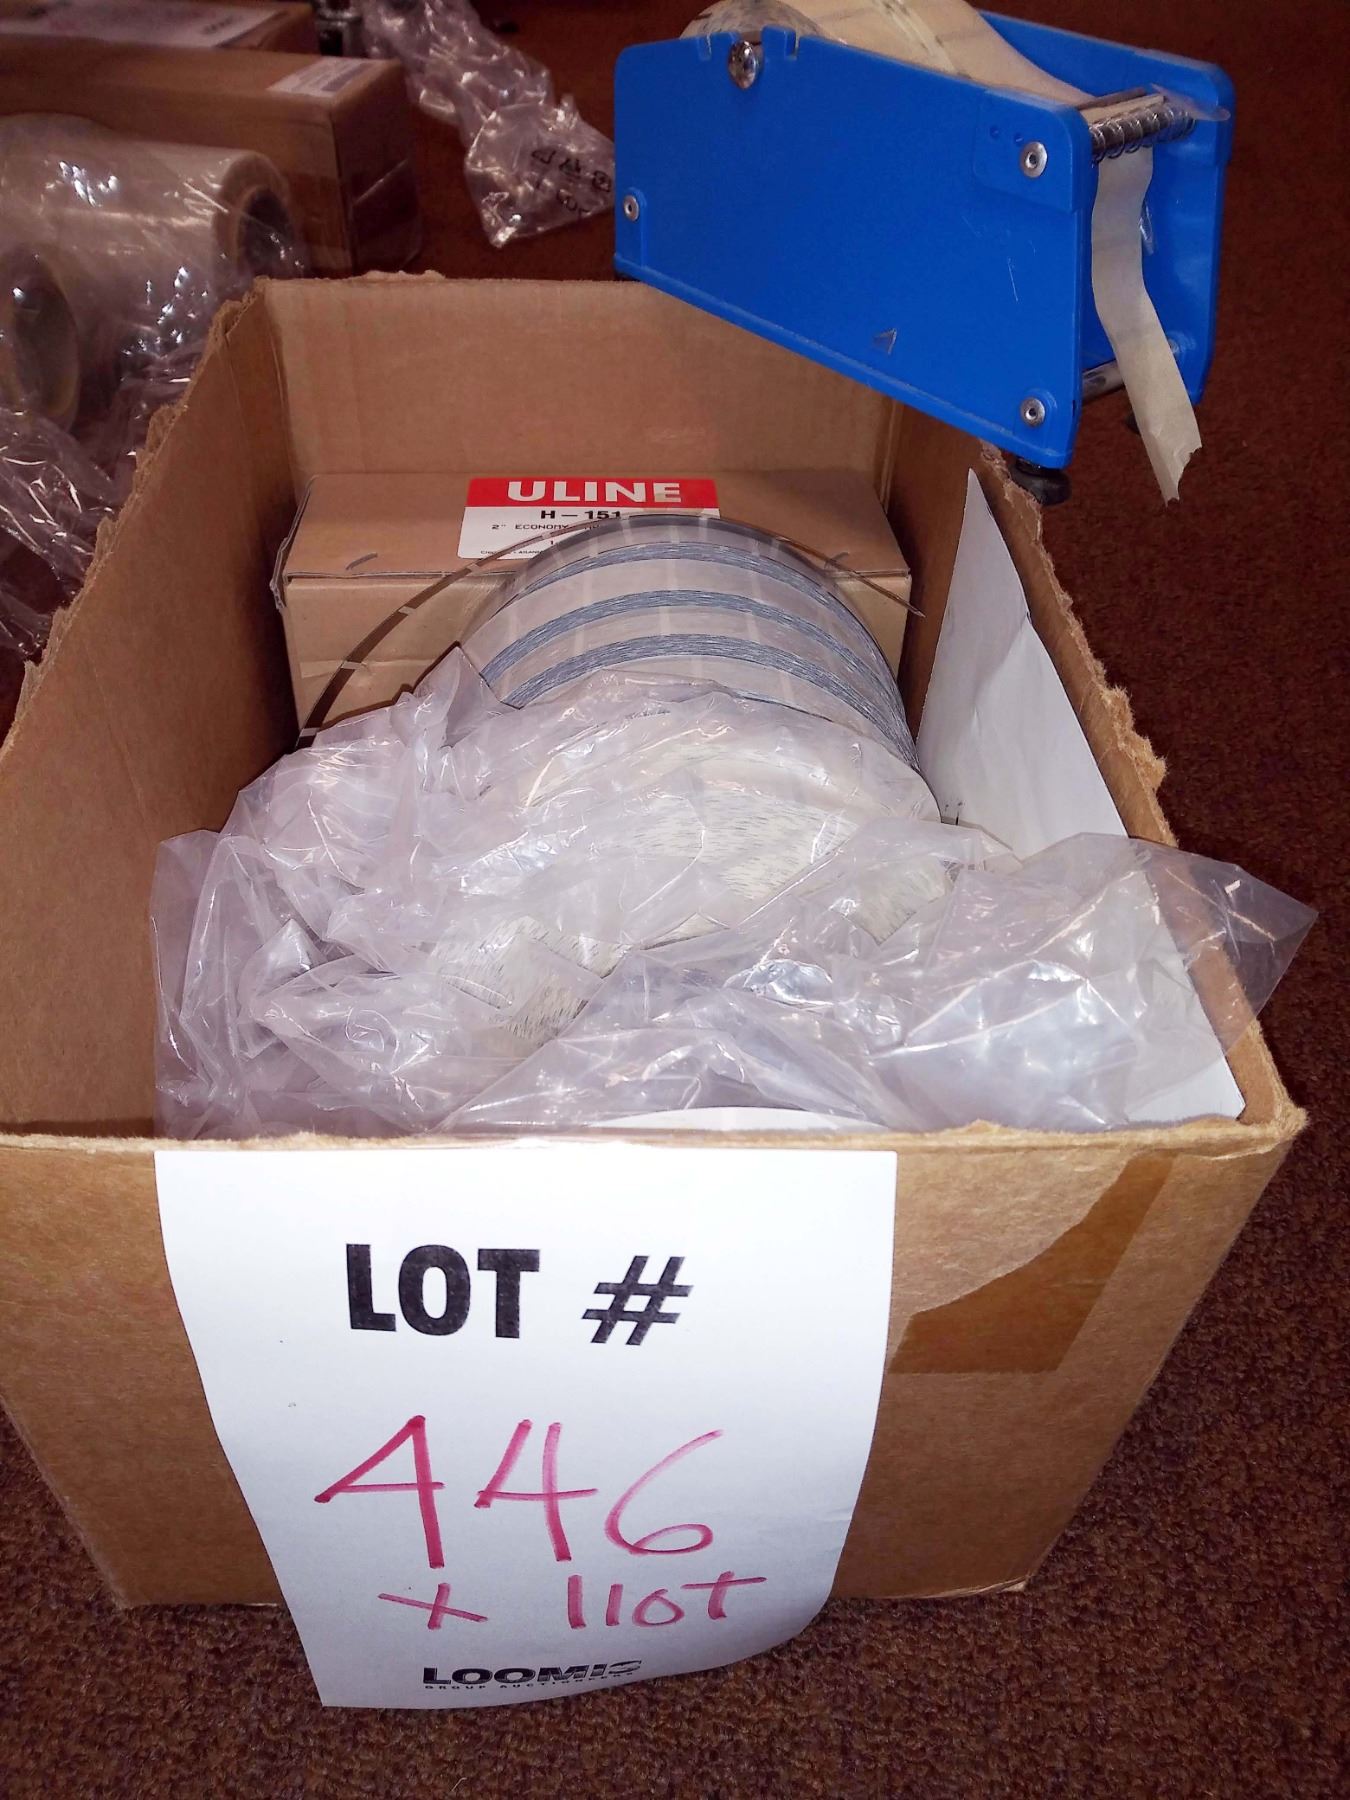 ULINE
H-151
2" ECONOMY
LOT #
446
x 1 lot
LOOMIS
GROUP AUCTIONEERS